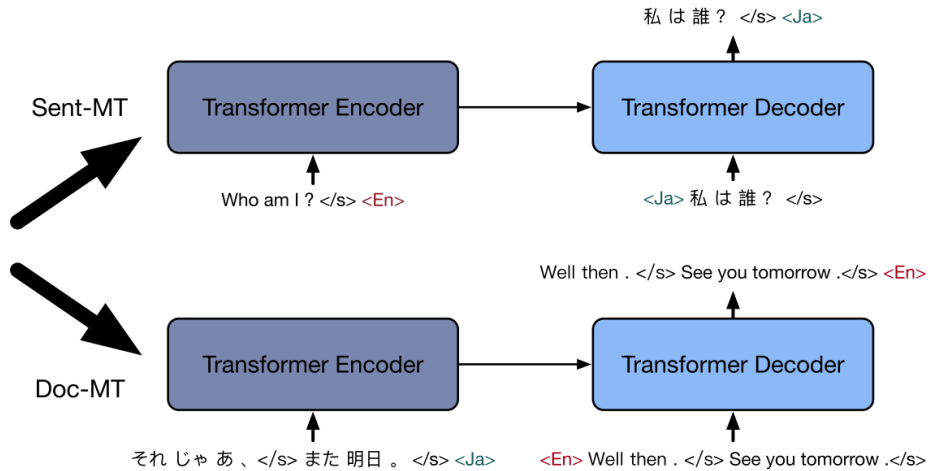 私 は 誰 ? </s> <Ja>
Sent-MT
Transformer Encoder
Transformer Decoder
Who am I ? </s> <En>
<Ja> 私 は 誰 ? </s>
Well then . </s> See you tomorrow .</s> <En>
Transformer Encoder
Transformer Decoder
Doc-MT
それ じゃ あ 、</s> また 明日 。 </s> <Ja>
<En> Well then . </s> See you tomorrow .</s>